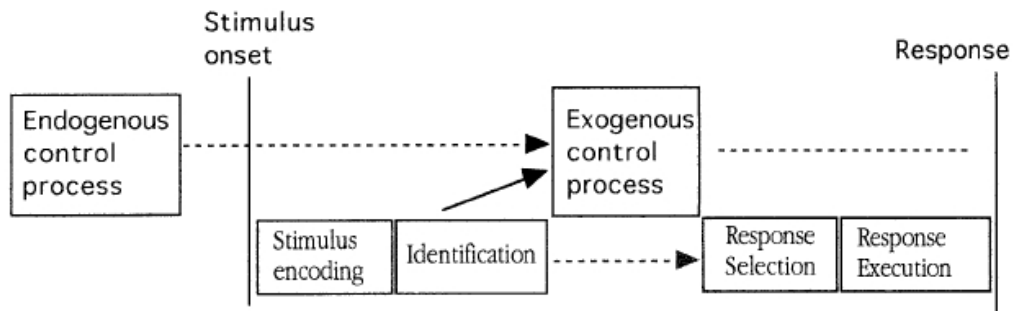 Stimulus
onset
Response
Endogenous
control
process
Exogenous
control
process
Stimulus
encoding
Identification
Response
Selection
Response
Execution